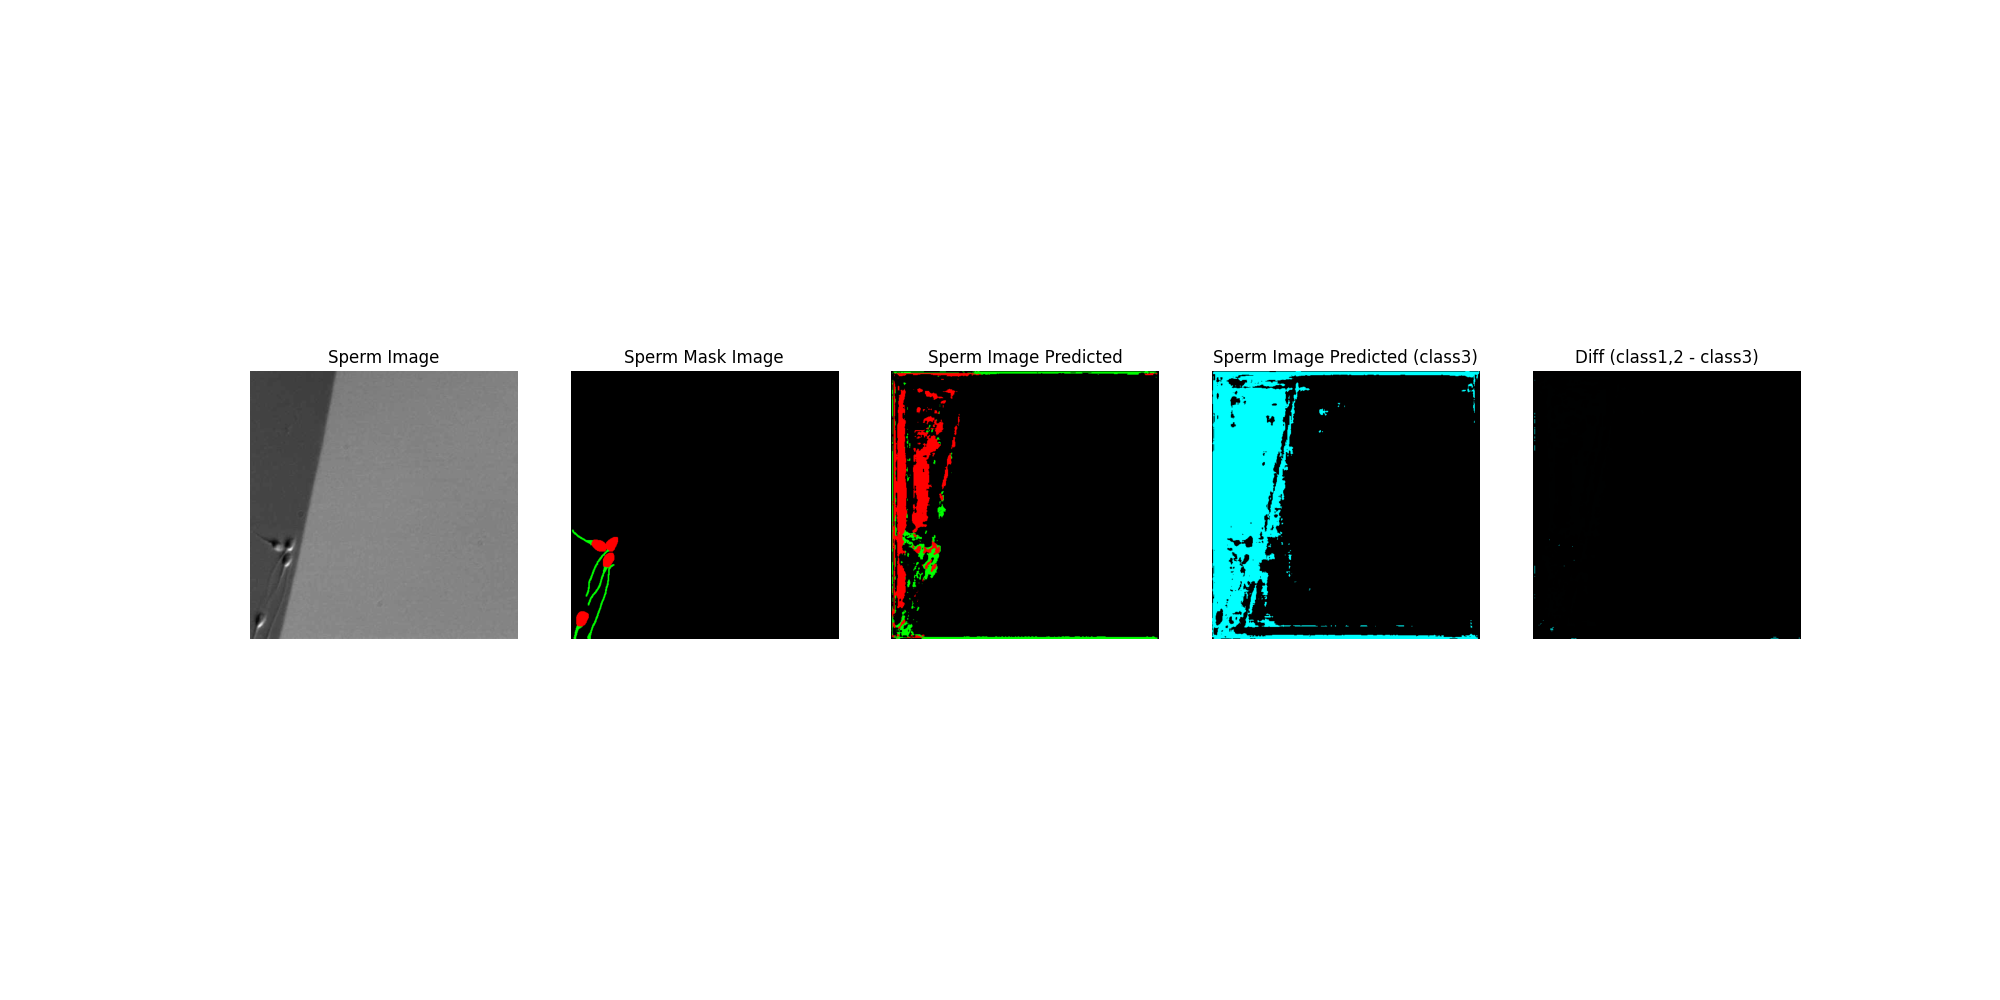 Sperm Image
Sperm Mask Image
Sperm Image Predicted
Sperm Image Predicted (class3)
Diff (class1,2 - class3)